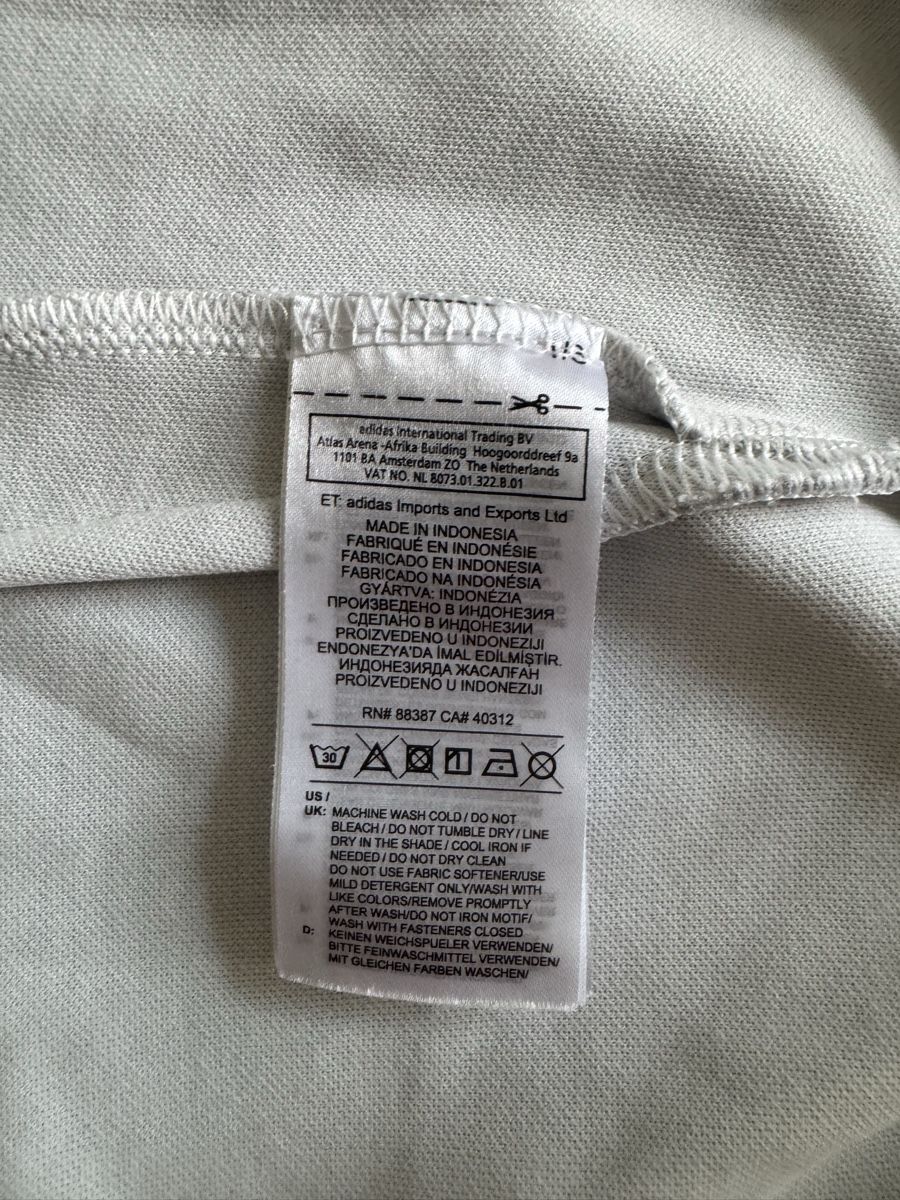 adidas International Trading BV
Atlas Arena -Afrika Building Hoogoorddreef 9a
1101 BA Amsterdam ZO The Netherlands
VAT NO. NL 8073.01.322.B.01
ET: adidas Imports and Exports Ltd
MADE IN INDONESIA
FABRIQUÉ EN INDONÉSIE
FABRICADO EN INDONESIA
FABRICADO NA INDONÉSIA
GYÁRTVA: INDONÉZIA
ПРОИЗВЕДЕНО В ИНДОНЕЗИЯ
СДЕЛАНО В ИНДОНЕЗИИ
PROIZVEDENO U INDONEZIJI
ENDONEZYA'DA İMAL EDİLMİŞTİR.
ИНДОНЕЗИЯДА ЖАСАЛҒАН
PROIZVEDENO U INDONEZIJI
RN# 88387 CA# 40312
30
US /
UK: MACHINE WASH COLD / DO NOT
BLEACH / DO NOT TUMBLE DRY / LINE
DRY IN THE SHADE / COOL IRON IF
NEEDED / DO NOT DRY CLEAN
DO NOT USE FABRIC SOFTENER/USE
MILD DETERGENT ONLY/WASH WITH
LIKE COLORS/REMOVE PROMPTLY
AFTER WASH/DO NOT IRON MOTIF/
WASH WITH FASTENERS CLOSED
D: KEINEN WEICHSPUELER VERWENDEN/
BITTE FEINWASCHMITTEL VERWENDEN/
MIT GLEICHEN FARBEN WASCHEN/